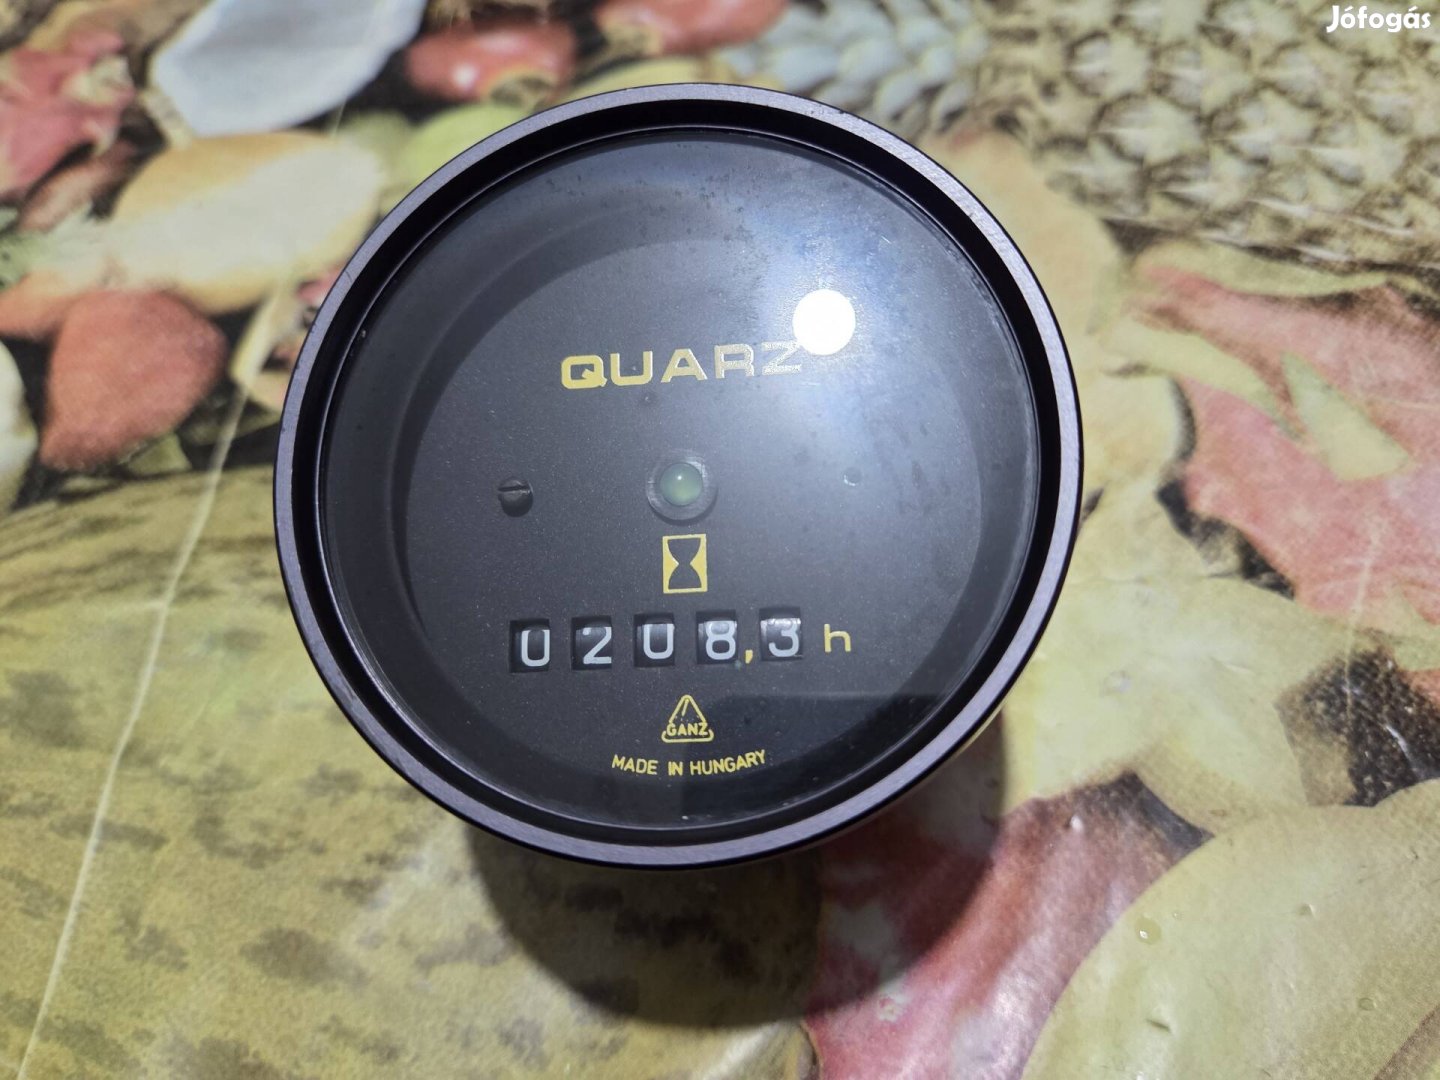 Jófogás
QUARZ
0208,3 h
GANZ
MADE IN HUNGARY